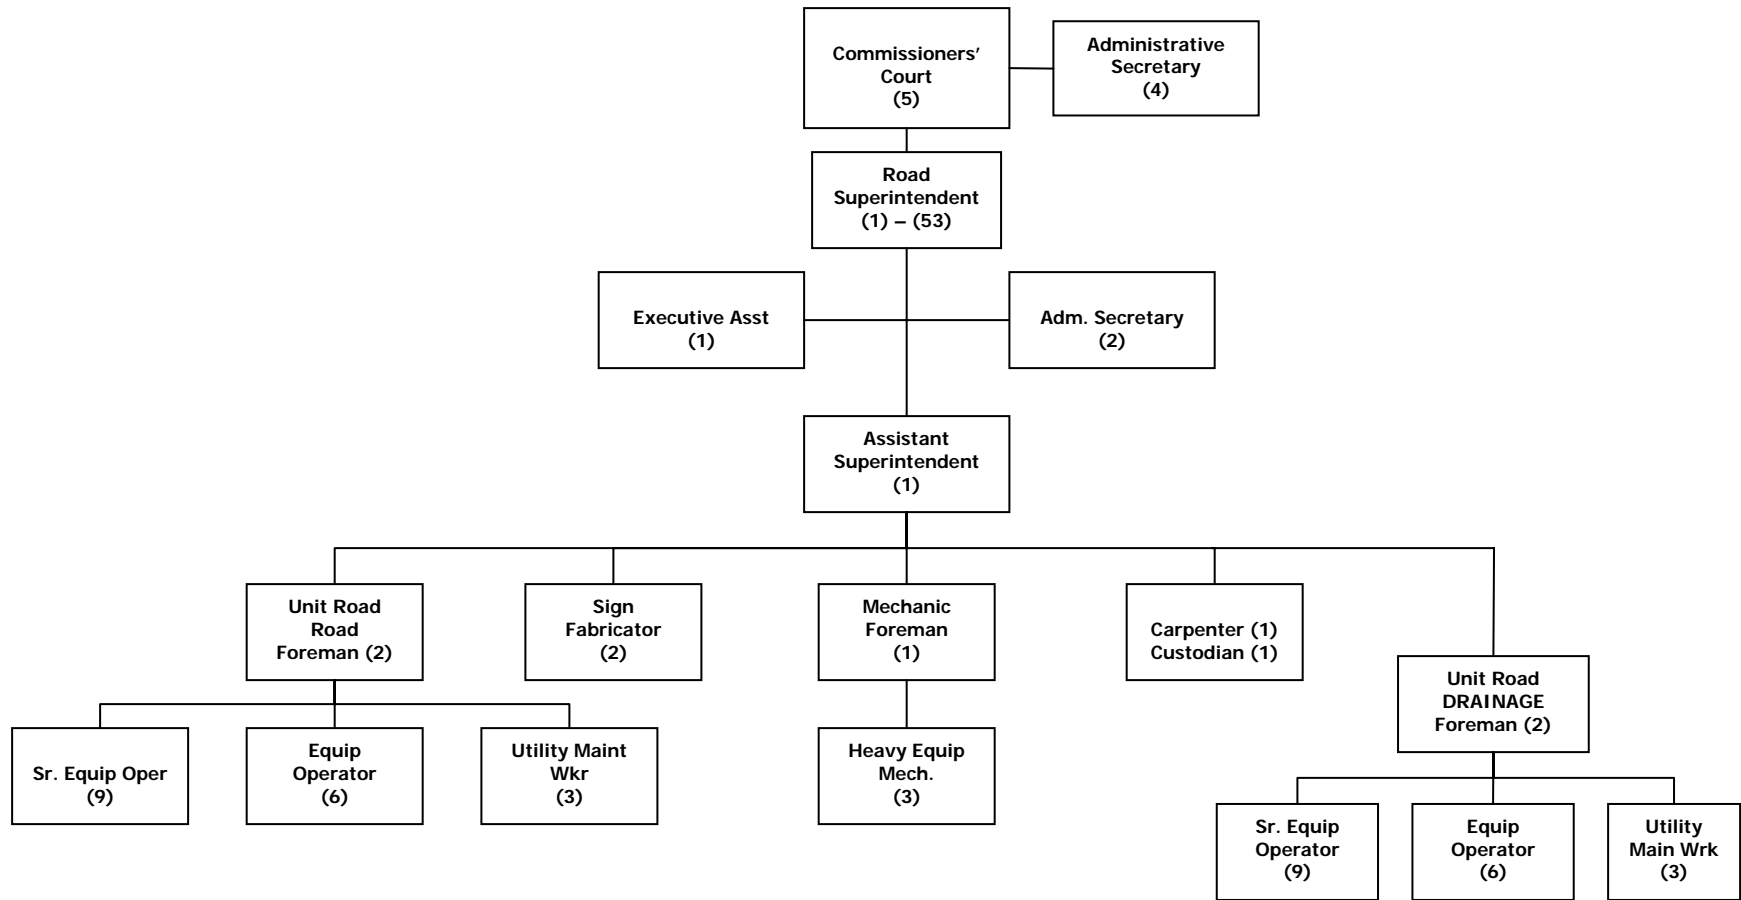 Commissioners'
Court
(5)
Administrative
Secretary
(4)
Road
Superintendent
(1) – (53)
Executive Asst
(1)
Adm. Secretary
(2)
Assistant
Superintendent
(1)
Unit Road
Road
Foreman (2)
Sign
Fabricator
(2)
Mechanic
Foreman
(1)
Carpenter (1)
Custodian (1)
Unit Road
DRAINAGE
Foreman (2)
Sr. Equip Oper
(9)
Equip
Operator
(6)
Utility Maint
Wkr
(3)
Heavy Equip
Mech.
(3)
Sr. Equip
Operator
(9)
Equip
Operator
(6)
Utility
Main Wrk
(3)